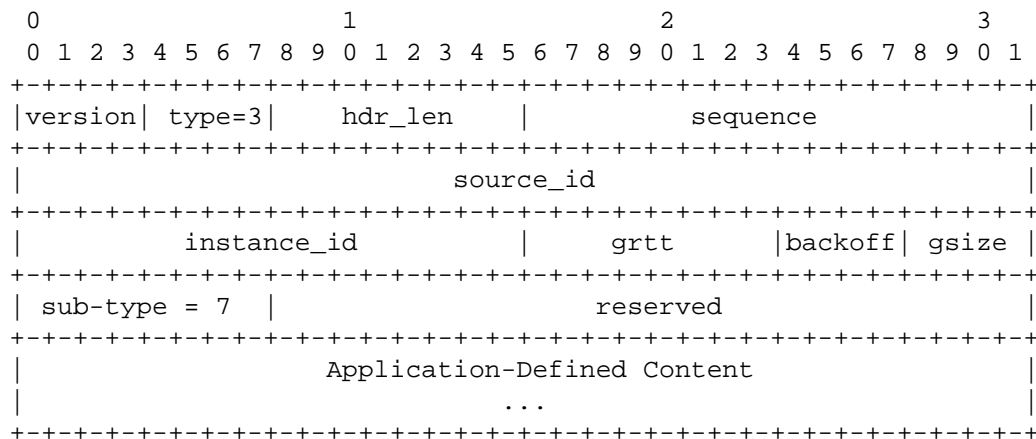 0                   1                   2                   3
0 1 2 3 4 5 6 7 8 9 0 1 2 3 4 5 6 7 8 9 0 1 2 3 4 5 6 7 8 9 0 1
+-+-+-+-+-+-+-+-+-+-+-+-+-+-+-+-+-+-+-+-+-+-+-+-+-+-+-+-+-+-+-+-+
|version| type=3|    hdr_len    |          sequence             |
+-+-+-+-+-+-+-+-+-+-+-+-+-+-+-+-+-+-+-+-+-+-+-+-+-+-+-+-+-+-+-+-+
|                           source_id                           |
+-+-+-+-+-+-+-+-+-+-+-+-+-+-+-+-+-+-+-+-+-+-+-+-+-+-+-+-+-+-+-+-+
|          instance_id          |     grtt      |backoff| gsize |
+-+-+-+-+-+-+-+-+-+-+-+-+-+-+-+-+-+-+-+-+-+-+-+-+-+-+-+-+-+-+-+-+
| sub-type = 7  |                    reserved                   |
+-+-+-+-+-+-+-+-+-+-+-+-+-+-+-+-+-+-+-+-+-+-+-+-+-+-+-+-+-+-+-+-+
|                   Application-Defined Content                 |
|                              ...                              |
+-+-+-+-+-+-+-+-+-+-+-+-+-+-+-+-+-+-+-+-+-+-+-+-+-+-+-+-+-+-+-+-+